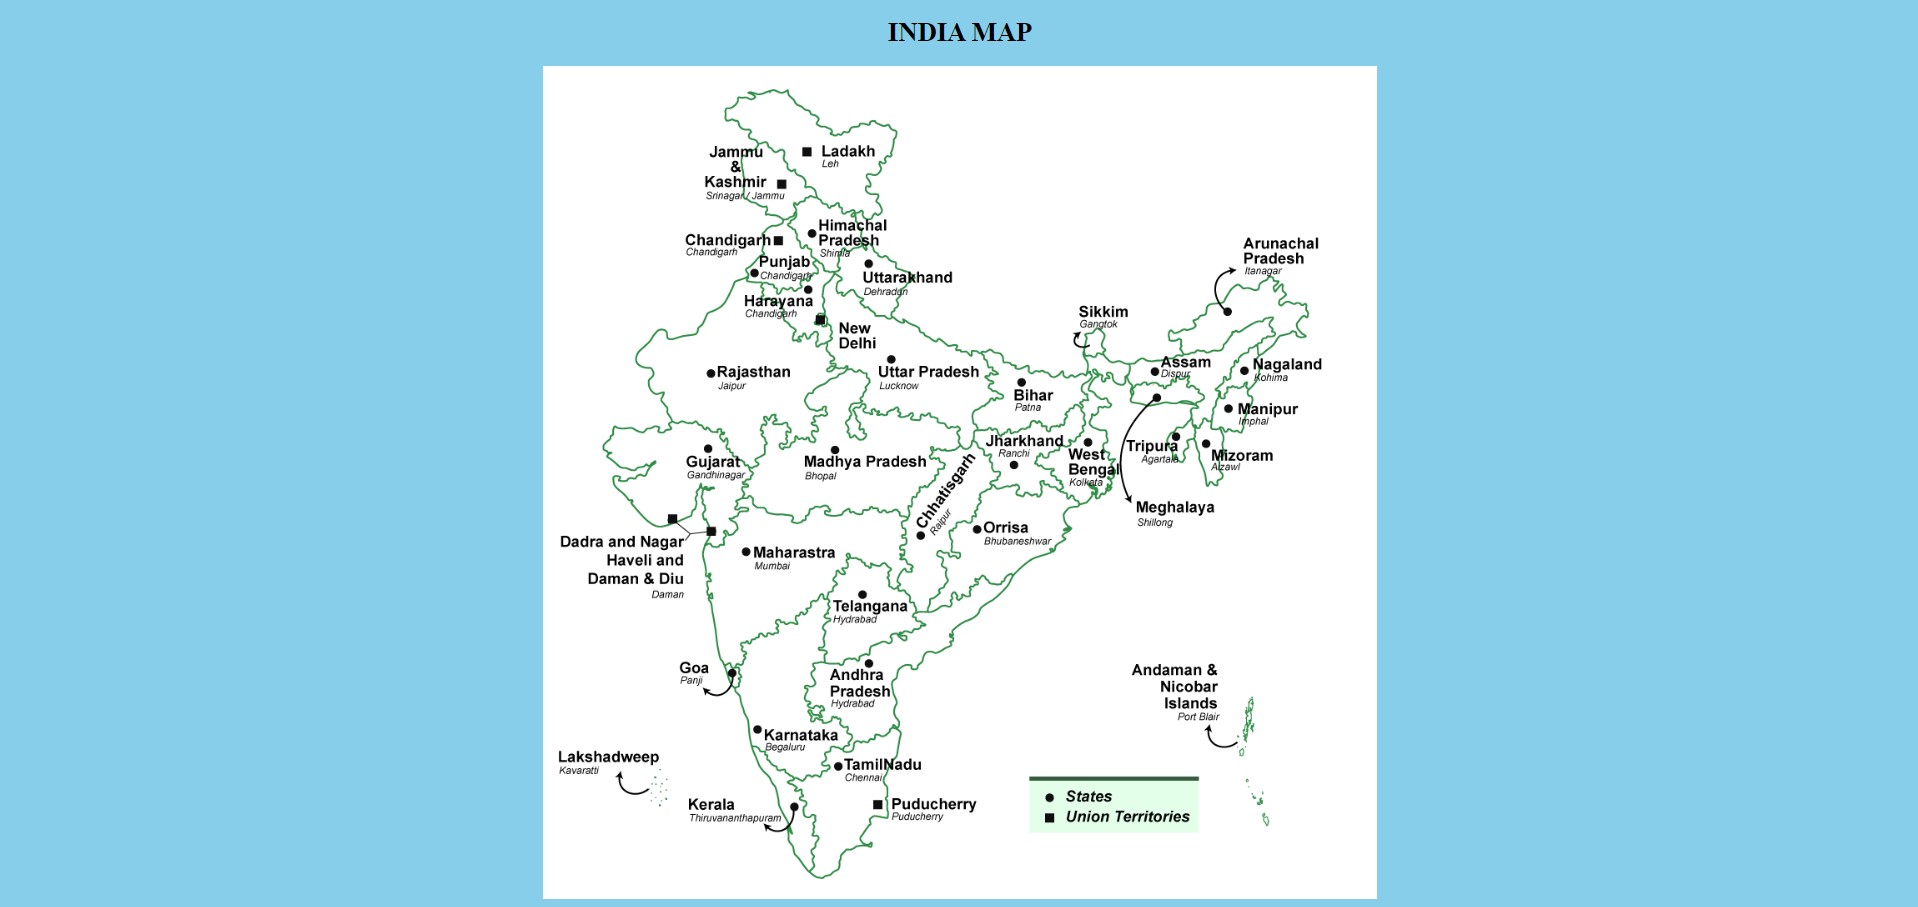 INDIA MAP
Jammu
&
Kashmir
Srinagar / Jammu
Ladakh
Leh
Himachal
Pradesh
Shimla
Chandigarh
Chandigarh
Punjab
Chandigarh
Uttarakhand
Dehradun
Harayana
Chandigarh
New
Delhi
Arunachal
Pradesh
Itanagar
Sikkim
Gangtok
Rajasthan
Jaipur
Uttar Pradesh
Lucknow
Bihar
Patna
Assam
Dispur
Nagaland
Kohima
Manipur
Imphal
Gujarat
Gandhinagar
Madhya Pradesh
Bhopal
Chhatisgarh
Raipur
Jharkhand
Ranchi
West
Bengal
Kolkata
Tripura
Agartala
Mizoram
Aizawl
Meghalaya
Shillong
Orrisa
Bhubaneshwar
Dadra and Nagar
Haveli and
Daman & Diu
Daman
Maharastra
Mumbai
Telangana
Hydrabad
Goa
Panji
Andhra
Pradesh
Hydrabad
Andaman &
Nicobar
Islands
Port Blair
Karnataka
Begaluru
Lakshadweep
Kavaratti
TamilNadu
Chennai
Kerala
Thiruvananthapuram
Puducherry
Puducherry
States
Union Territories